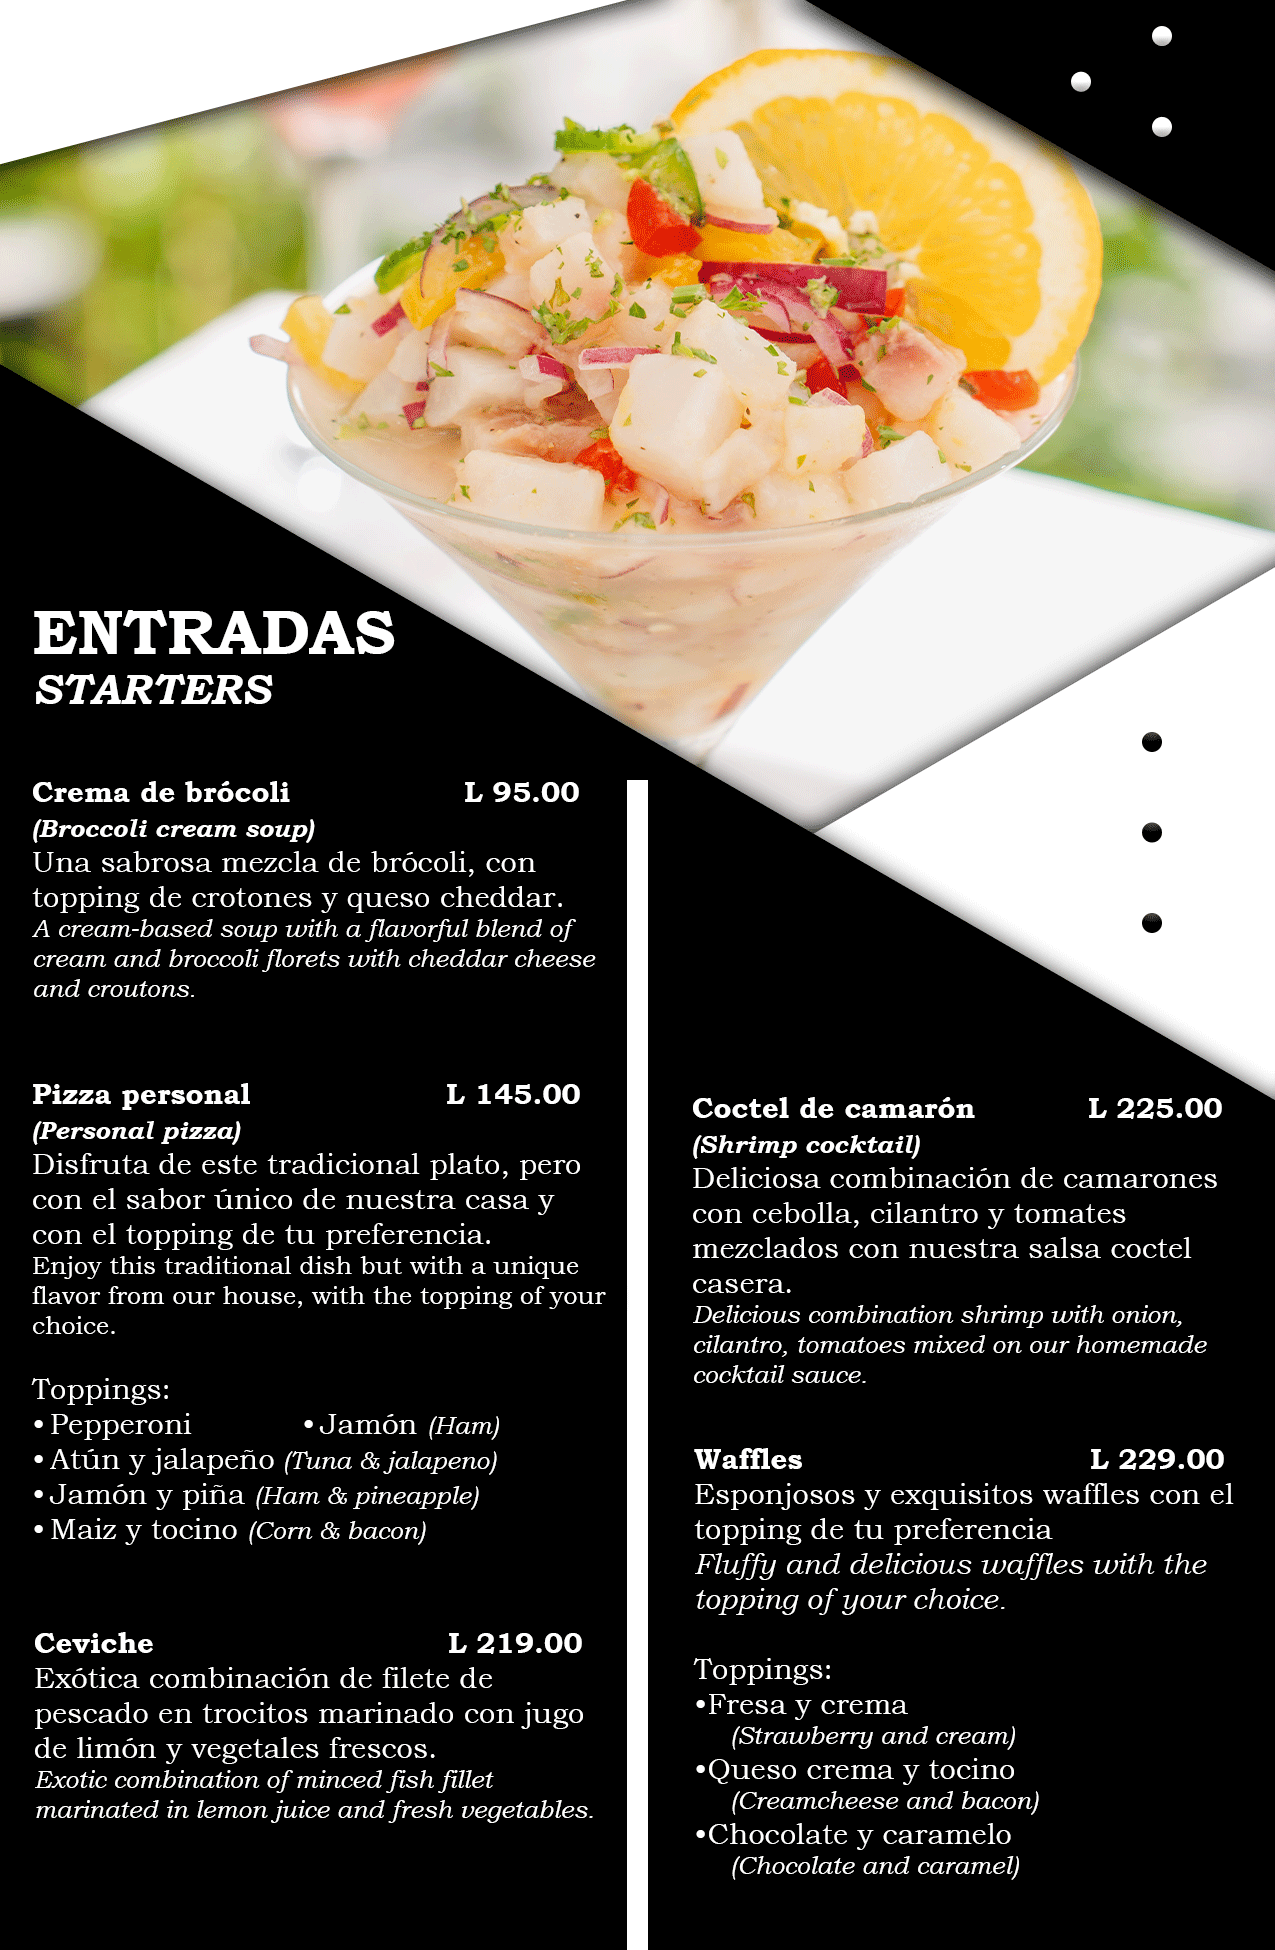 ENTRADAS
STARTERS
Crema de brócoli L 95.00
(Broccoli cream soup)
Una sabrosa mezcla de brócoli, con
topping de crotones y queso cheddar.
A cream-based soup with a flavorful blend of
cream and broccoli florets with cheddar cheese
and croutons.
Pizza personal L 145.00
(Personal pizza)
Disfruta de este tradicional plato, pero
con el sabor único de nuestra casa y
con el topping de tu preferencia.
Enjoy this traditional dish but with a unique
flavor from our house, with the topping of your
choice.
Toppings:
• Pepperoni • Jamón (Ham)
• Atún y jalapeño (Tuna & jalapeno)
• Jamón y piña (Ham & pineapple)
• Maiz y tocino (Corn & bacon)
Ceviche L 219.00
Exótica combinación de filete de
pescado en trocitos marinado con jugo
de limón y vegetales frescos.
Exotic combination of minced fish fillet
marinated in lemon juice and fresh vegetables.
Coctel de camarón L 225.00
(Shrimp cocktail)
Deliciosa combinación de camarones
con cebolla, cilantro y tomates
mezclados con nuestra salsa coctel
casera.
Delicious combination shrimp with onion,
cilantro, tomatoes mixed on our homemade
cocktail sauce.
Waffles L 229.00
Esponjosos y exquisitos waffles con el
topping de tu preferencia
Fluffy and delicious waffles with the
topping of your choice.
Toppings:
•Fresa y crema
(Strawberry and cream)
•Queso crema y tocino
(Creamcheese and bacon)
•Chocolate y caramelo
(Chocolate and caramel)